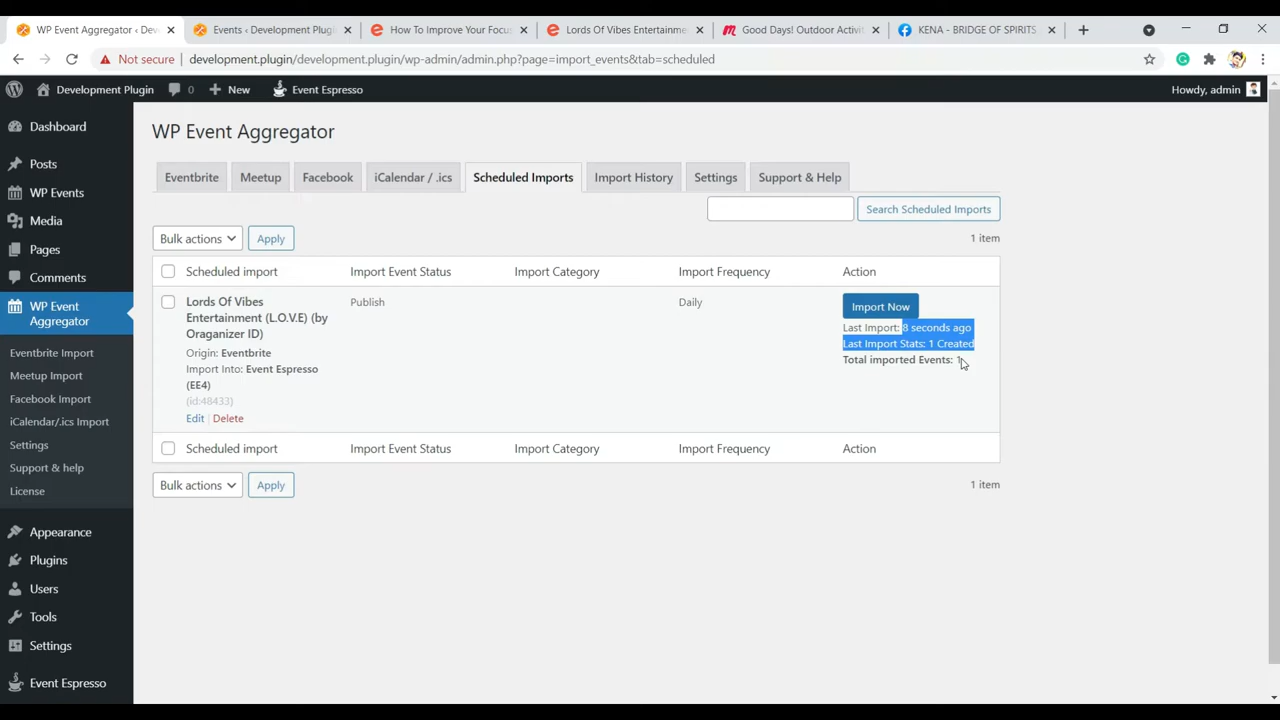 WP Event Aggregator ‹ Deve
Events ‹ Development Plugin
How To Improve Your Focus
Lords Of Vibes Entertainme
Good Days! Outdoor Activit
KENA - BRIDGE OF SPIRITS
Not secure
development.plugin/development.plugin/wp-admin/admin.php?page=import_events&tab=scheduled
Development Plugin
0
New
Event Espresso
Howdy, admin
Dashboard
Posts
WP Events
Media
Pages
Comments
WP Event
Aggregator
Eventbrite Import
Meetup Import
Facebook Import
iCalendar/.ics Import
Settings
Support & help
License
Appearance
Plugins
Users
Tools
Settings
Event Espresso
WP Event Aggregator
Eventbrite
Meetup
Facebook
iCalendar / .ics
Scheduled Imports
Import History
Settings
Support & Help
Search Scheduled Imports
Bulk actions
Apply
1 item
Scheduled import
Import Event Status
Import Category
Import Frequency
Action
Lords Of Vibes
Entertainment (L.O.V.E) (by
Oraganizer ID)
Origin: Eventbrite
Import Into: Event Espresso
(EE4)
(id:48433)
Edit | Delete
Publish
Daily
Import Now
Last Import: 8 seconds ago
Last Import Stats: 1 Created
Total imported Events: 1
Scheduled import
Import Event Status
Import Category
Import Frequency
Action
Bulk actions
Apply
1 item